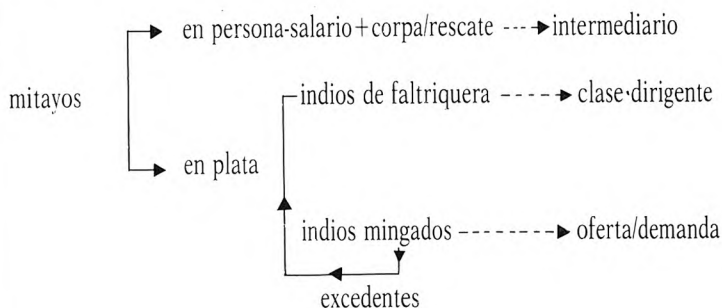 en persona-salario+corpa/rescate intermediario
mitayos
indios de faltriquera clase·dirigente
en plata
indios mingados oferta/demanda
excedentes